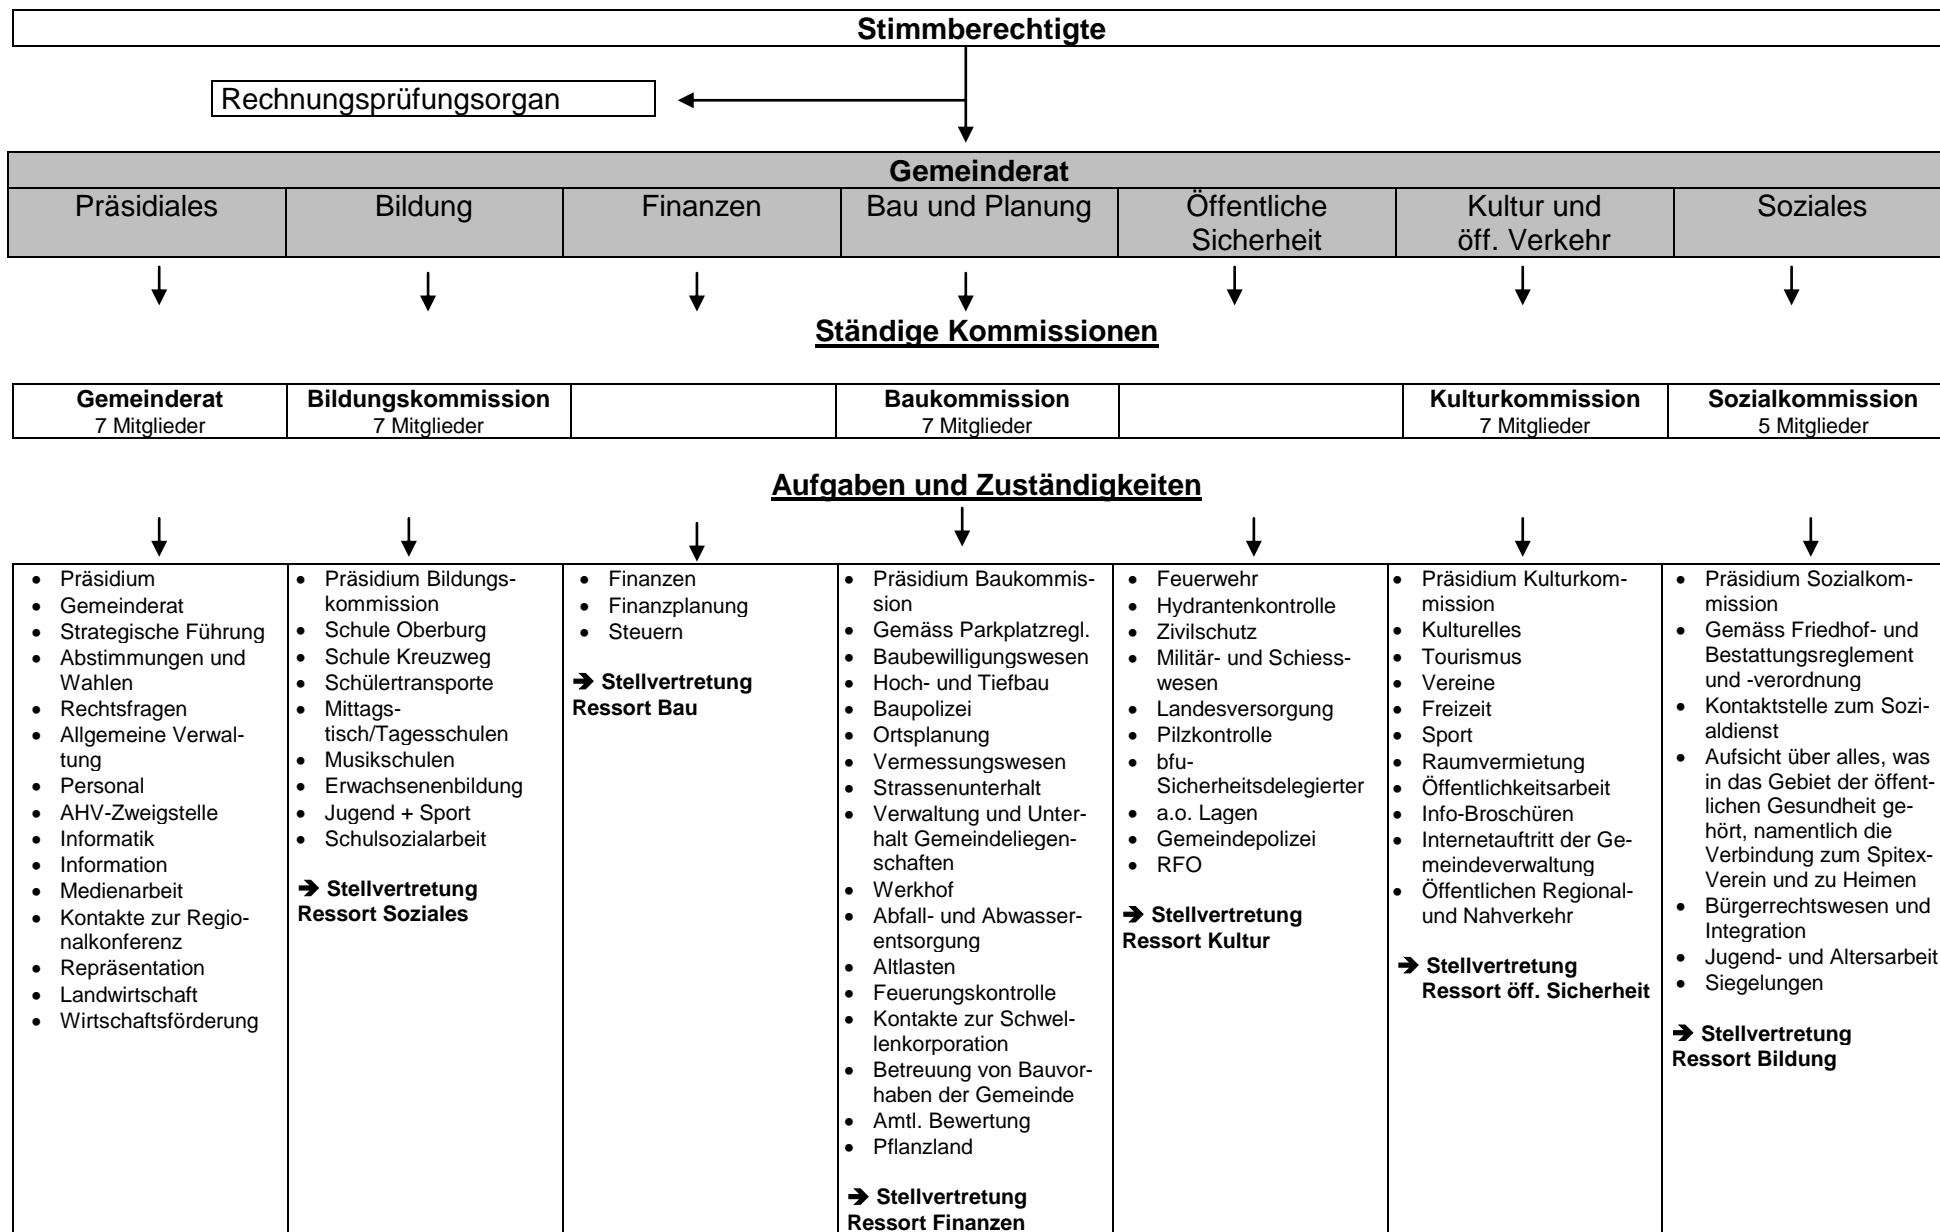 Stimmberechtigte
Rechnungsprüfungsorgan
Gemeinderat
Präsidiales
Bildung
Finanzen
Bau und Planung
Öffentliche
Sicherheit
Kultur und
öff. Verkehr
Soziales
Ständige Kommissionen
Gemeinderat
7 Mitglieder
Bildungskommission
7 Mitglieder
Baukommission
7 Mitglieder
Kulturkommission
7 Mitglieder
Sozialkommission
5 Mitglieder
Aufgaben und Zuständigkeiten
• Präsidium
• Gemeinderat
• Strategische Führung
• Abstimmungen und
Wahlen
• Rechtsfragen
• Allgemeine Verwal-
tung
• Personal
• AHV-Zweigstelle
• Informatik
• Information
• Medienarbeit
• Kontakte zur Regio-
nalkonferenz
• Repräsentation
• Landwirtschaft
• Wirtschaftsförderung
• Präsidium Bildungs-
kommission
• Schule Oberburg
• Schule Kreuzweg
• Schülertransporte
• Mittags-
tisch/Tagesschulen
• Musikschulen
• Erwachsenenbildung
• Jugend + Sport
• Schulsozialarbeit
➔ Stellvertretung
Ressort Soziales
• Finanzen
• Finanzplanung
• Steuern
➔ Stellvertretung
Ressort Bau
• Präsidium Baukommis-
sion
• Gemäss Parkplatzregl.
• Baubewilligungswesen
• Hoch- und Tiefbau
• Baupolizei
• Ortsplanung
• Vermessungswesen
• Strassenunterhalt
• Verwaltung und Unter-
halt Gemeindeliegen-
schaften
• Werkhof
• Abfall- und Abwasser-
entsorgung
• Altlasten
• Feuerungskontrolle
• Kontakte zur Schwel-
lenkorporation
• Betreuung von Bauvor-
haben der Gemeinde
• Amtl. Bewertung
• Pflanzland
➔ Stellvertretung
Ressort Finanzen
• Feuerwehr
• Hydrantenkontrolle
• Zivilschutz
• Militär- und Schiess-
wesen
• Landesversorgung
• Pilzkontrolle
• bfu-
Sicherheitsdelegierter
• a.o. Lagen
• Gemeindepolizei
• RFO
➔ Stellvertretung
Ressort Kultur
• Präsidium Kulturkom-
mission
• Kulturelles
• Tourismus
• Vereine
• Freizeit
• Sport
• Raumvermietung
• Öffentlichkeitsarbeit
• Info-Broschüren
• Internetauftritt der Ge-
meindeverwaltung
• Öffentlichen Regional-
und Nahverkehr
➔ Stellvertretung
Ressort öff. Sicherheit
• Präsidium Sozialkom-
mission
• Gemäss Friedhof- und
Bestattungsreglement
und -verordnung
• Kontaktstelle zum Sozi-
aldienst
• Aufsicht über alles, was
in das Gebiet der öffent-
lichen Gesundheit ge-
hört, namentlich die
Verbindung zum Spitex-
Verein und zu Heimen
• Bürgerrechtswesen und
Integration
• Jugend- und Altersarbeit
• Siegelungen
➔ Stellvertretung
Ressort Bildung